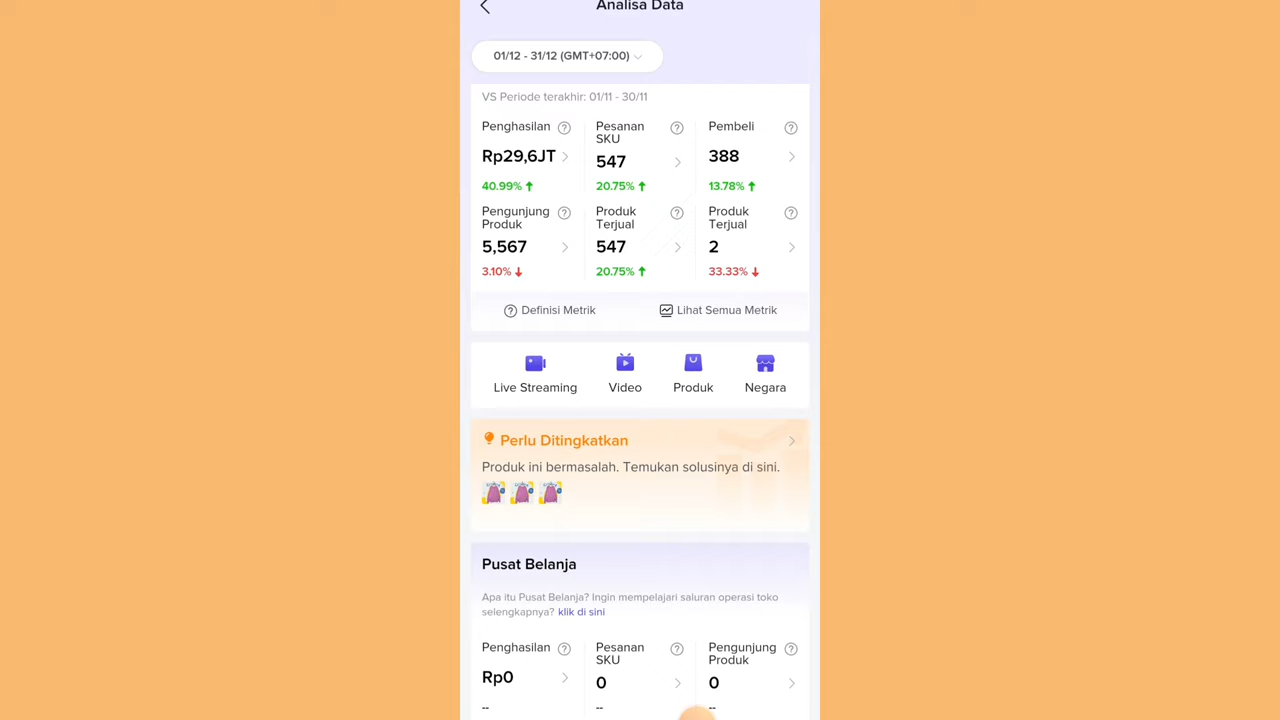 Analisa Data
01/12 - 31/12 (GMT+07:00)
VS Periode terakhir: 01/11 - 30/11
Penghasilan
Pesanan SKU
Pembeli
Rp29,6JT
547
388
40.99%
20.75%
13.78%
Pengunjung Produk
Produk Terjual
Produk Terjual
5,567
547
2
3.10%
20.75%
33.33%
Definisi Metrik
Lihat Semua Metrik
Live Streaming
Video
Produk
Negara
Perlu Ditingkatkan
Produk ini bermasalah. Temukan solusinya di sini.
Pusat Belanja
Apa itu Pusat Belanja? Ingin mempelajari saluran operasi toko
selengkapnya? klik di sini
Penghasilan
Pesanan SKU
Pengunjung Produk
Rp0
0
0
--
--
--